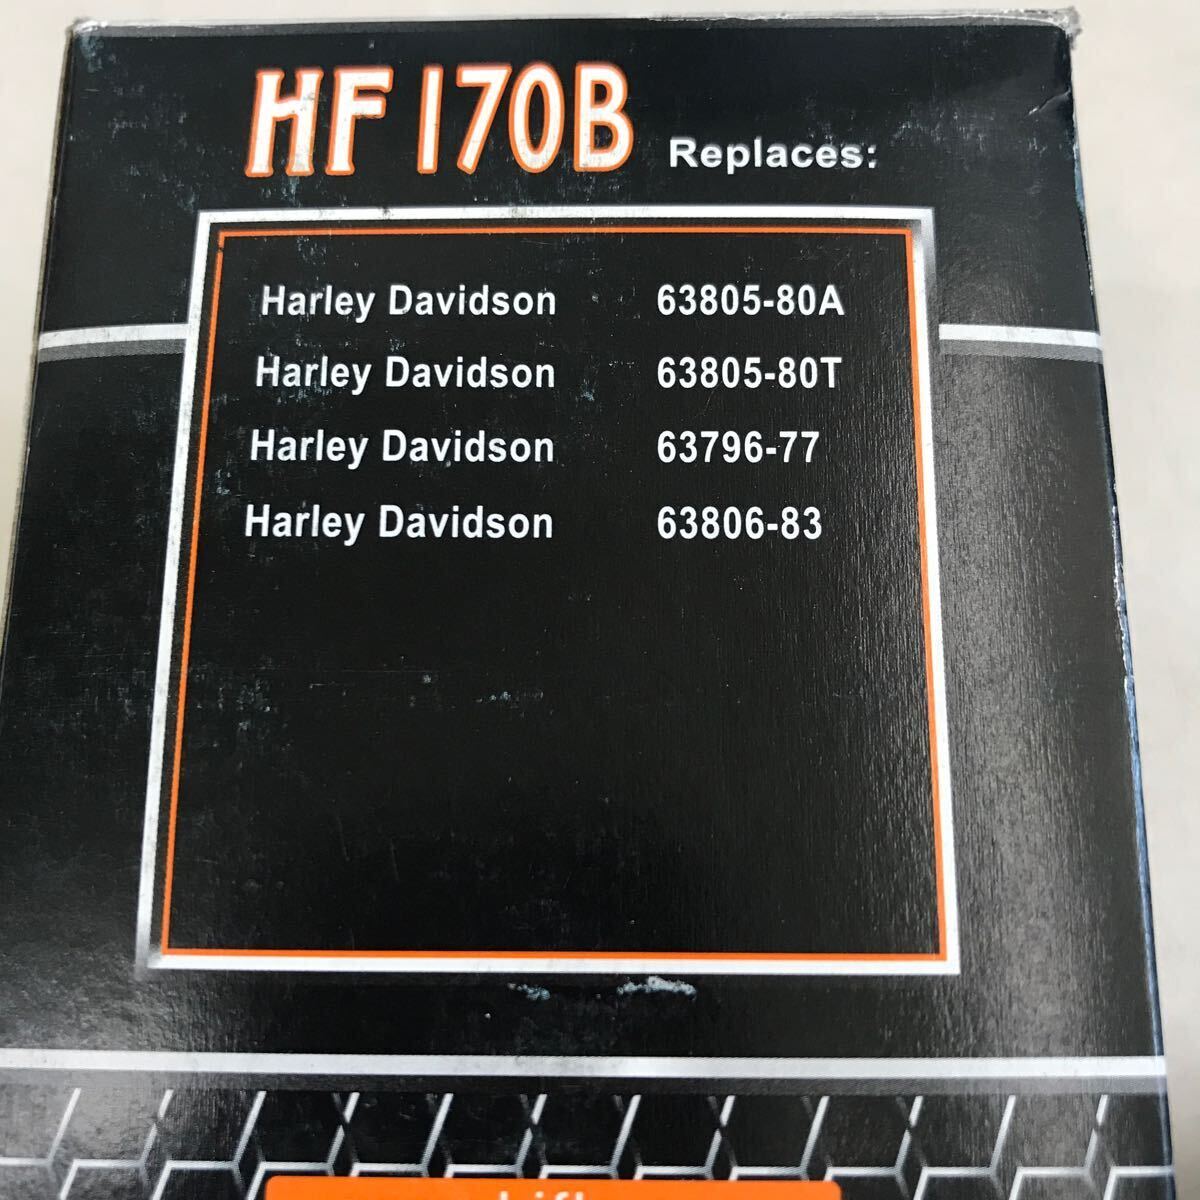 HF170B Replaces:
Harley Davidson 63805-80A
Harley Davidson 63805-80T
Harley Davidson 63796-77
Harley Davidson 63806-83